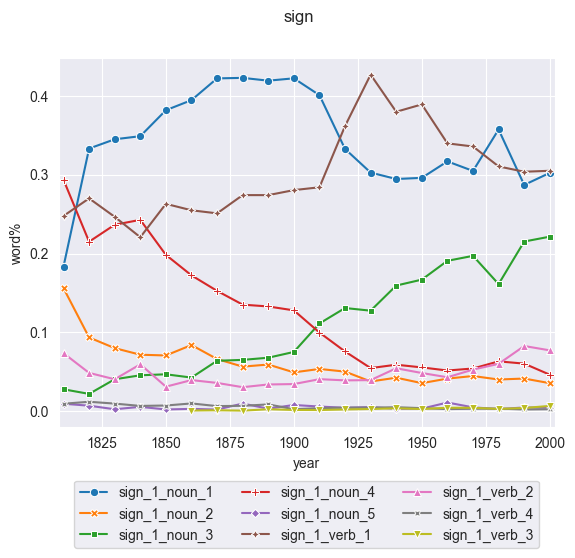 sign
0.4
0.3
0.2
0.1
0.0
word%
1825 1850 1875 1900 1925 1950 1975 2000
year
sign_1_noun_1 sign_1_noun_4 sign_1_verb_2
sign_1_noun_2 sign_1_noun_5 sign_1_verb_4
sign_1_noun_3 sign_1_verb_1 sign_1_verb_3